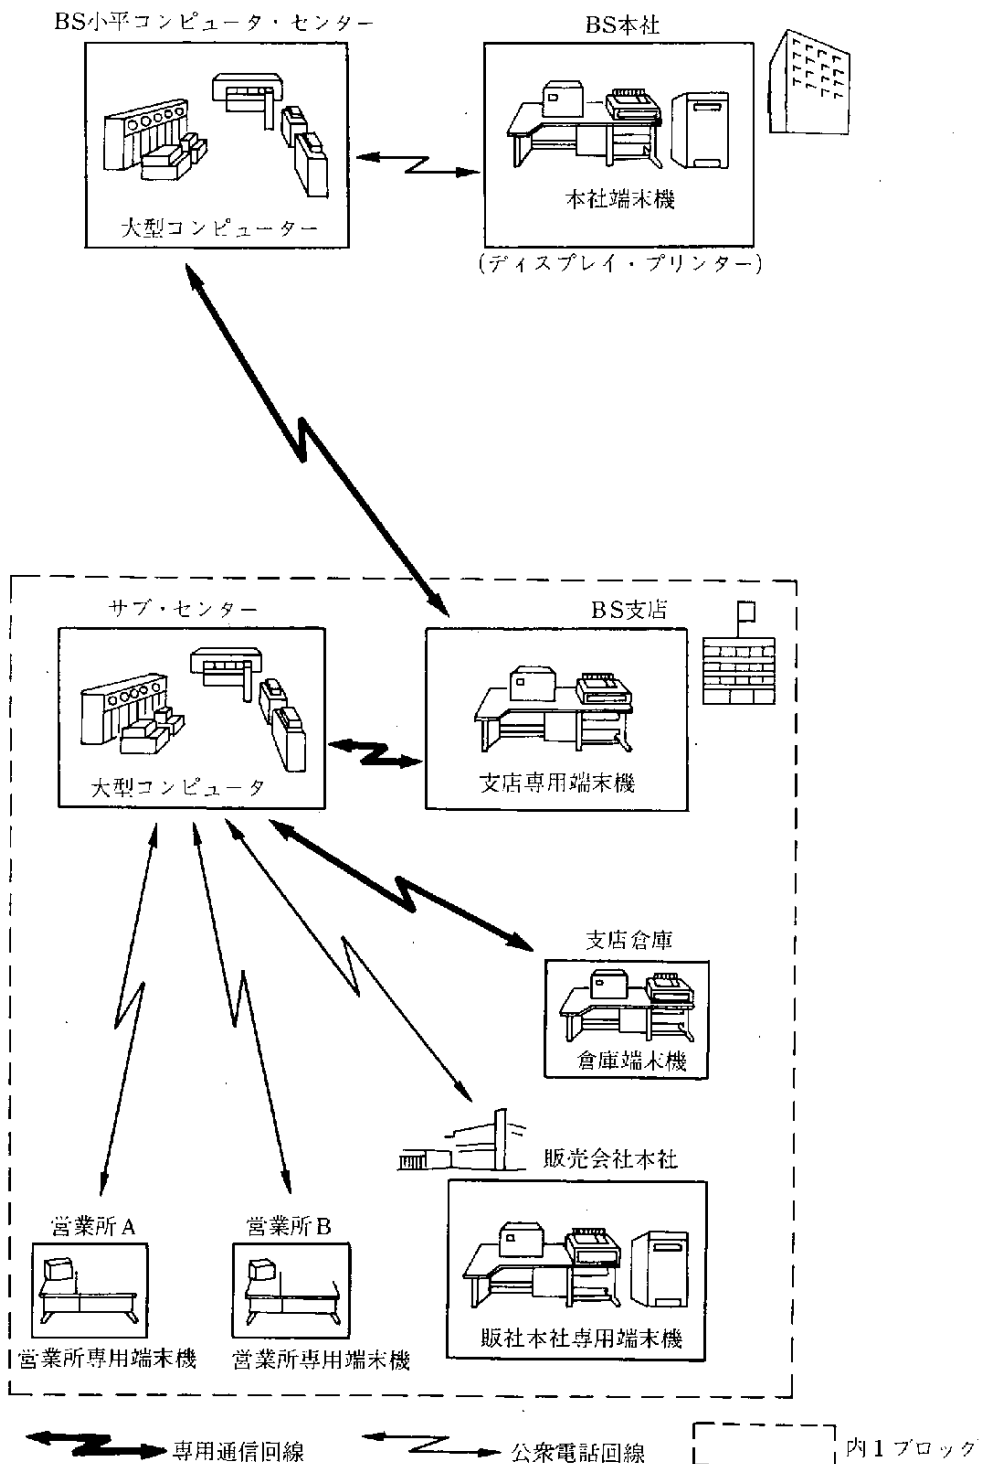 BS小平コンピュータ・センター
BS本社
大型コンピューター
本社端末機
(ディスプレイ・プリンター)
サブ・センター
BS支店
大型コンピュータ
支店専用端末機
支店倉庫
倉庫端末機
販売会社本社
営業所A
営業所B
販社本社専用端末機
営業所専用端末機
営業所専用端末機
専用通信回線
公衆電話回線
内1ブロック